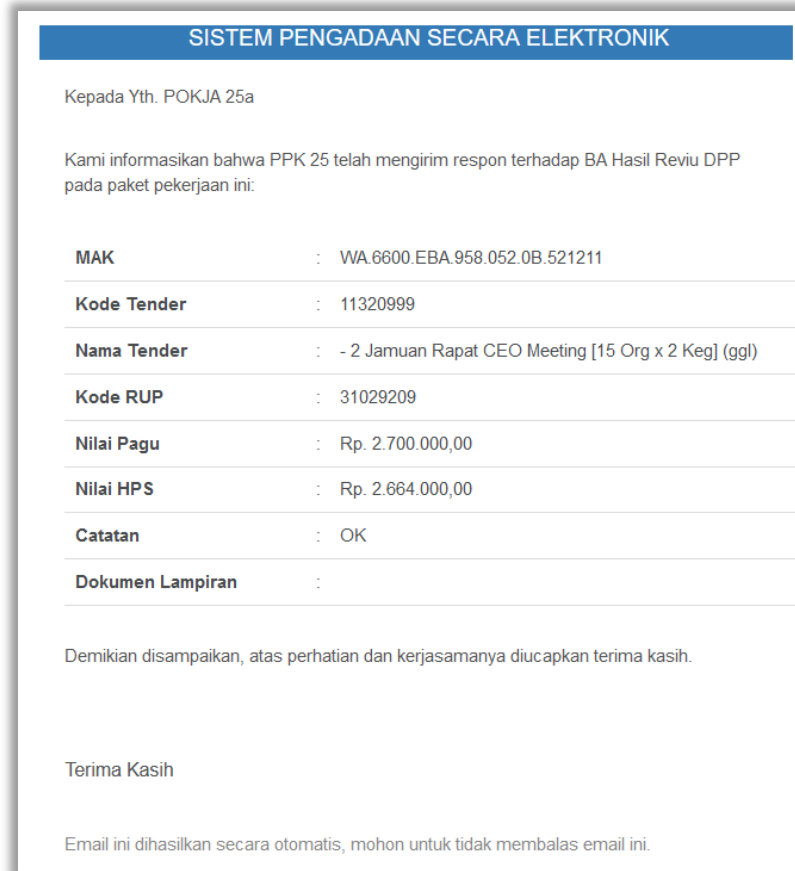 SISTEM PENGADAAN SECARA ELEKTRONIK
Kepada Yth. POKJA 25a
Kami informasikan bahwa PPK 25 telah mengirim respon terhadap BA Hasil Reviu DPP
pada paket pekerjaan ini:
MAK : WA.6600.EBA.958.052.0B.521211
Kode Tender : 11320999
Nama Tender : - 2 Jamuan Rapat CEO Meeting [15 Org x 2 Keg] (ggl)
Kode RUP : 31029209
Nilai Pagu : Rp. 2.700.000,00
Nilai HPS : Rp. 2.664.000,00
Catatan : OK
Dokumen Lampiran :
Demikian disampaikan, atas perhatian dan kerjasamanya diucapkan terima kasih.
Terima Kasih
Email ini dihasilkan secara otomatis, mohon untuk tidak membalas email ini.